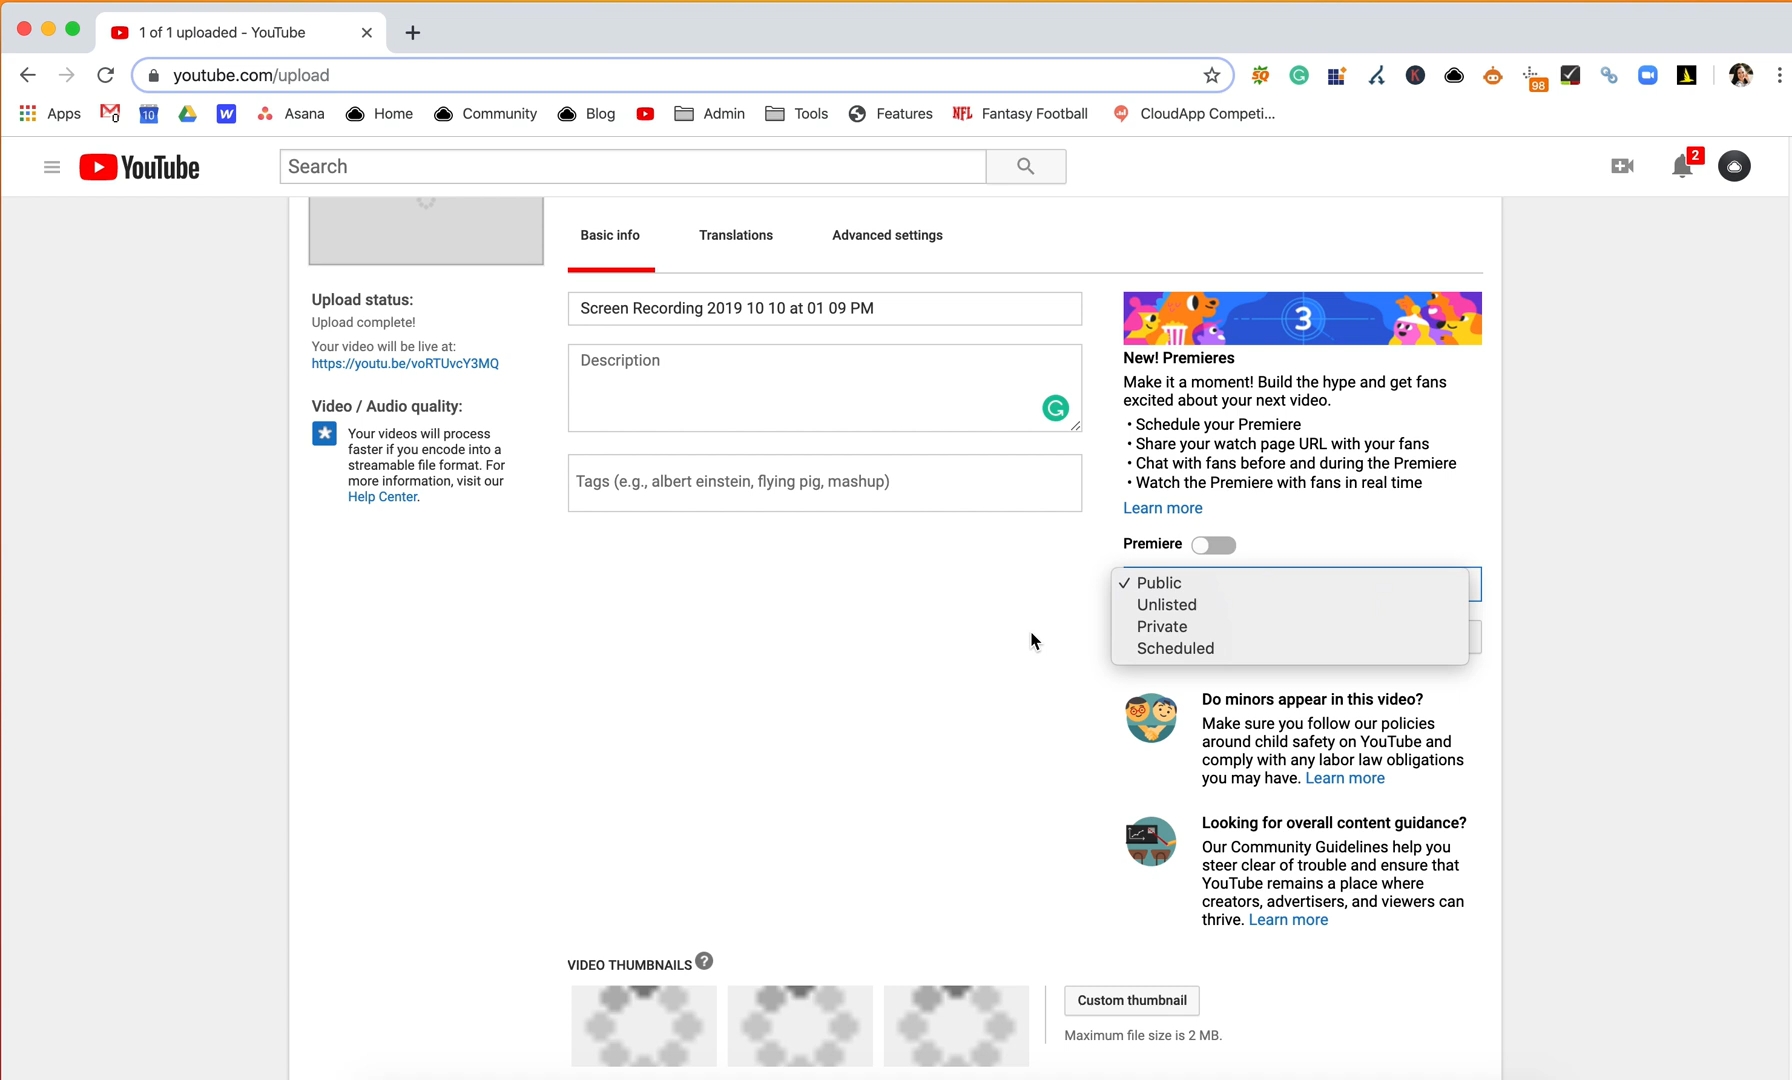 1 of 1 uploaded - YouTube
youtube.com/upload
98
Apps
0
10
W
Asana
Home
Community
Blog
Admin
Tools
Features
NFL Fantasy Football
CloudApp Competi...
YouTube
Search
2
Basic info
Translations
Advanced settings
Upload status:
Upload complete!
Your video will be live at:
https://youtu.be/voRTUvcY3MQ
Video / Audio quality:
Your videos will process
faster if you encode into a
streamable file format. For
more information, visit our
Help Center.
Screen Recording 2019 10 10 at 01 09 PM
Description
Tags (e.g., albert einstein, flying pig, mashup)
3
New! Premieres
Make it a moment! Build the hype and get fans
excited about your next video.
• Schedule your Premiere
• Share your watch page URL with your fans
• Chat with fans before and during the Premiere
• Watch the Premiere with fans in real time
Learn more
Premiere
✓ Public
Unlisted
Private
Scheduled
Do minors appear in this video?
Make sure you follow our policies
around child safety on YouTube and
comply with any labor law obligations
you may have. Learn more
Looking for overall content guidance?
Our Community Guidelines help you
steer clear of trouble and ensure that
YouTube remains a place where
creators, advertisers, and viewers can
thrive. Learn more
VIDEO THUMBNAILS ?
Custom thumbnail
Maximum file size is 2 MB.